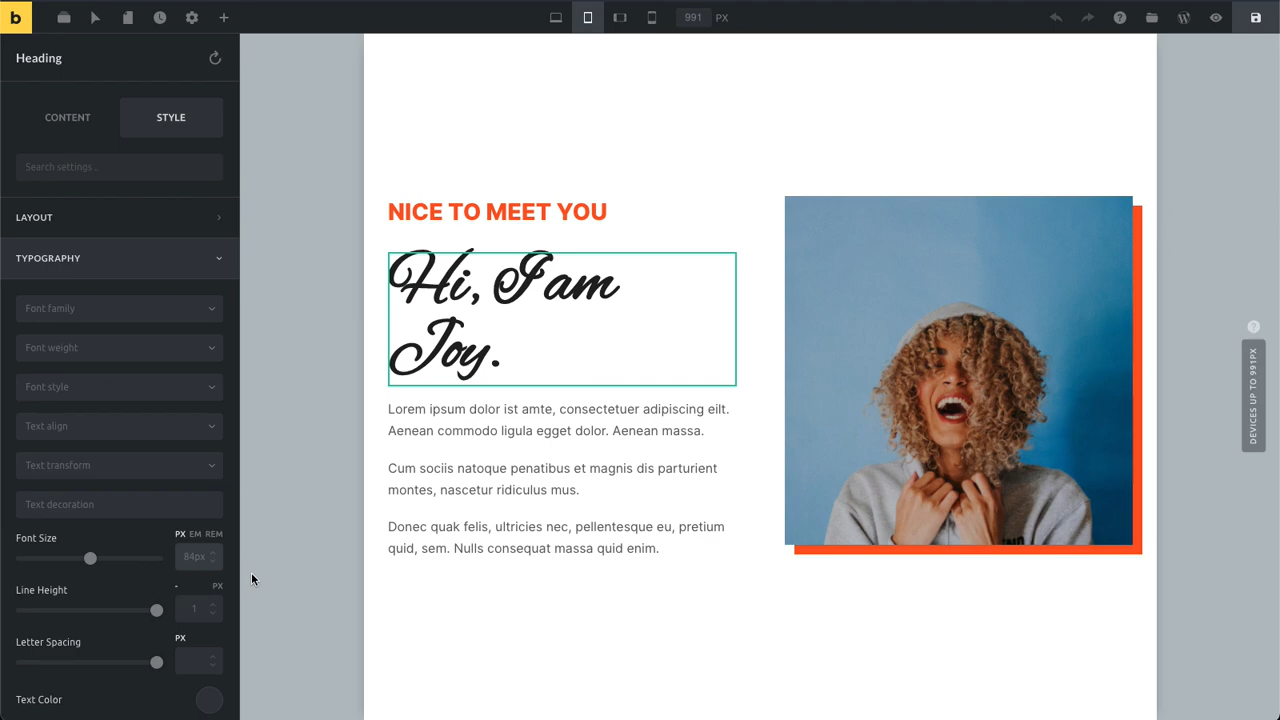 b
991 PX
Heading
CONTENT
STYLE
Search settings ..
LAYOUT
TYPOGRAPHY
Font family
Font weight
Font style
Text align
Text transform
Text decoration
Font Size
PX EM REM
84px
Line Height
- PX
1
Letter Spacing
PX
Text Color
NICE TO MEET YOU
Hi, I am
Joy.
Lorem ipsum dolor ist amte, consectetuer adipiscing eilt.
Aenean commodo ligula egget dolor. Aenean massa.
Cum sociis natoque penatibus et magnis dis parturient
montes, nascetur ridiculus mus.
Donec quak felis, ultricies nec, pellentesque eu, pretium
quid, sem. Nulls consequat massa quid enim.
?
DEVICES UP TO 991PX